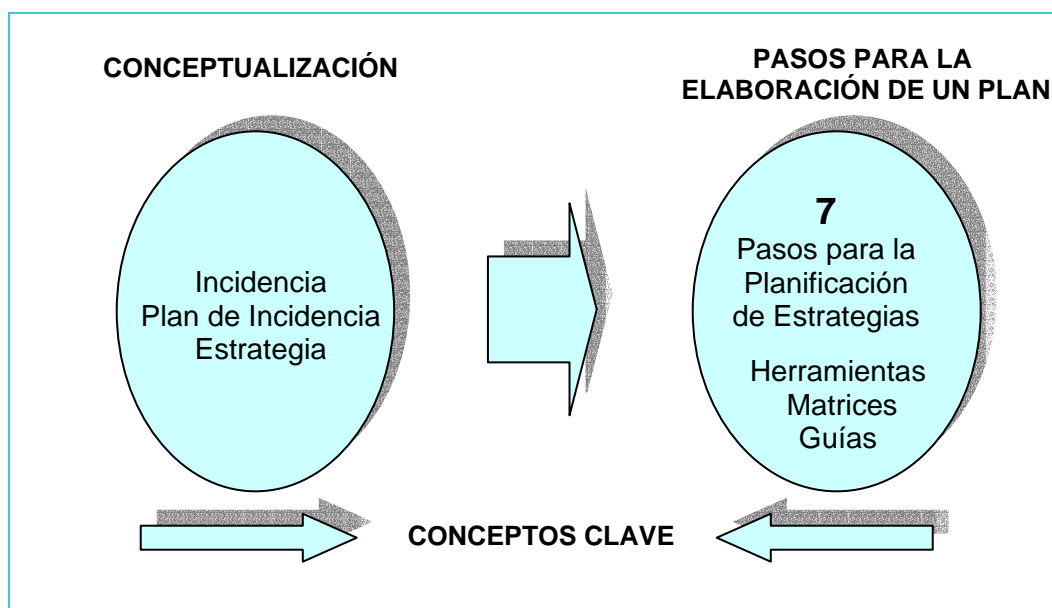 CONCEPTUALIZACIÓN
PASOS PARA LA
ELABORACIÓN DE UN PLAN
Incidencia
Plan de Incidencia
Estrategia
7
Pasos para la
Planificación
de Estrategias
Herramientas
Matrices
Guías
CONCEPTOS CLAVE